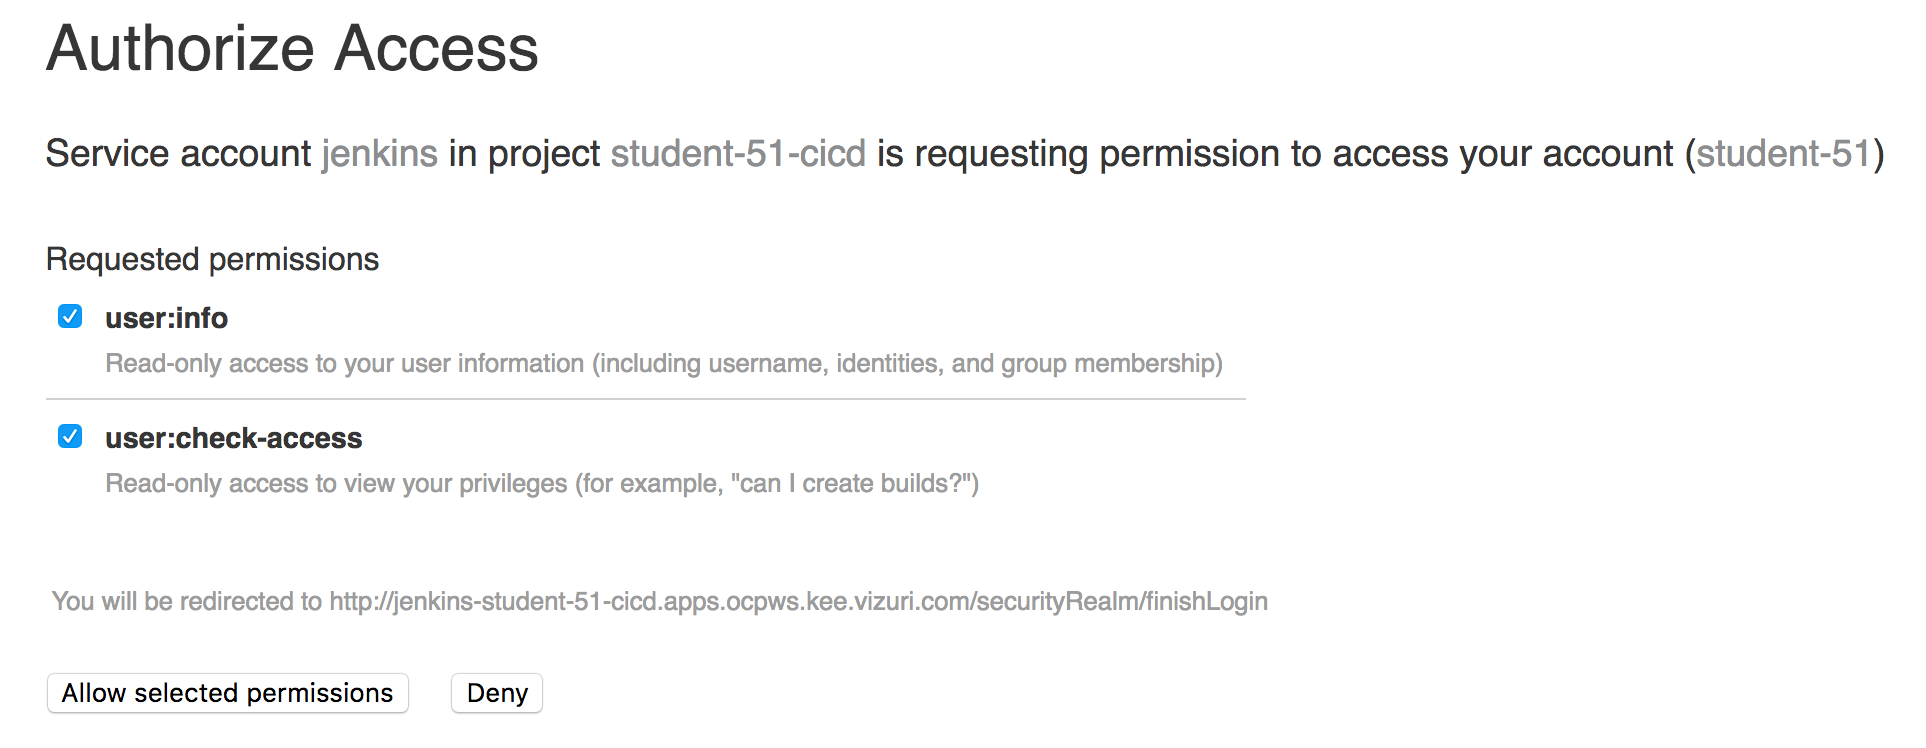 Authorize Access
Service account jenkins in project student-51-cicd is requesting permission to access your account (student-51)
Requested permissions
user:info
Read-only access to your user information (including username, identities, and group membership)
user:check-access
Read-only access to view your privileges (for example, "can I create builds?")
You will be redirected to http://jenkins-student-51-cicd.apps.ocpws.kee.vizuri.com/securityRealm/finishLogin
Allow selected permissions Deny